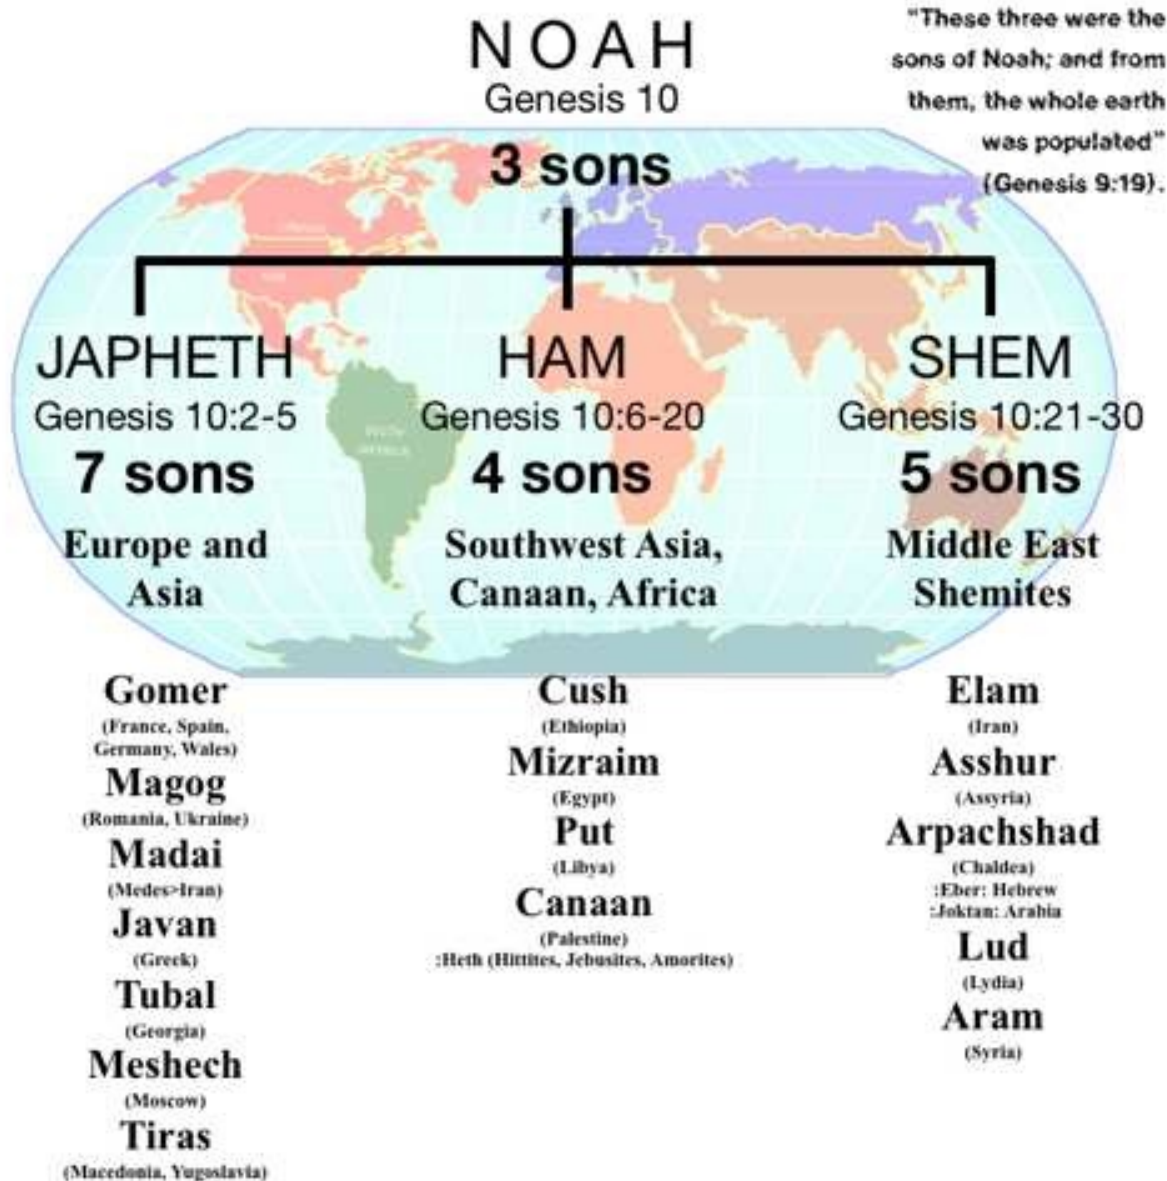 NOAH
Genesis 10
"These three were the
sons of Noah; and from
them, the whole earth
was populated"
(Genesis 9:19).
3 sons
JAPHETH
Genesis 10:2-5
7 sons
Europe and
Asia
Gomer
(France, Spain,
Germany, Wales)
Magog
(Romania, Ukraine)
Madai
(Medes>Iran)
Javan
(Greek)
Tubal
(Georgia)
Meshech
(Moscow)
Tiras
(Macedonia, Yugoslavia)
HAM
Genesis 10:6-20
4 sons
Southwest Asia,
Canaan, Africa
Cush
(Ethiopia)
Mizraim
(Egypt)
Put
(Libya)
Canaan
(Palestine)
:Heth (Hittites, Jebusites, Amorites)
SHEM
Genesis 10:21-30
5 sons
Middle East
Shemites
Elam
(Iran)
Asshur
(Assyria)
Arpachshad
(Chaldea)
:Eber: Hebrew
:Joktan: Arabia
Lud
(Lydia)
Aram
(Syria)